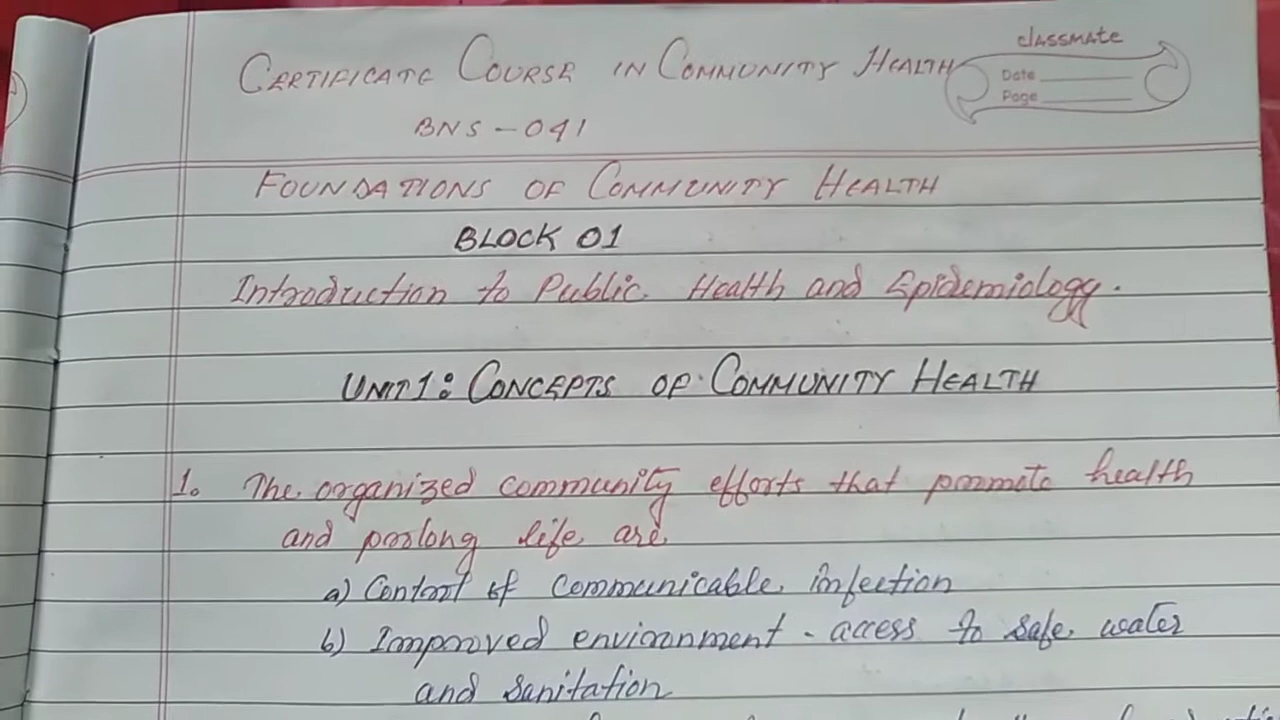 classmate
Date
Page
CERTIFICATE COURSE IN COMMUNITY HEALTH
BNS - 041
FOUNDATIONS OF COMMUNITY HEALTH
BLOCK 01
Introduction to Public Health and Epidemiology.
UNIT 1: CONCEPTS OF COMMUNITY HEALTH
1. The organized community efforts that promote health
and prolong life are
a) Control of communicable infection
b) Improved environment - access to safe water
and sanitation